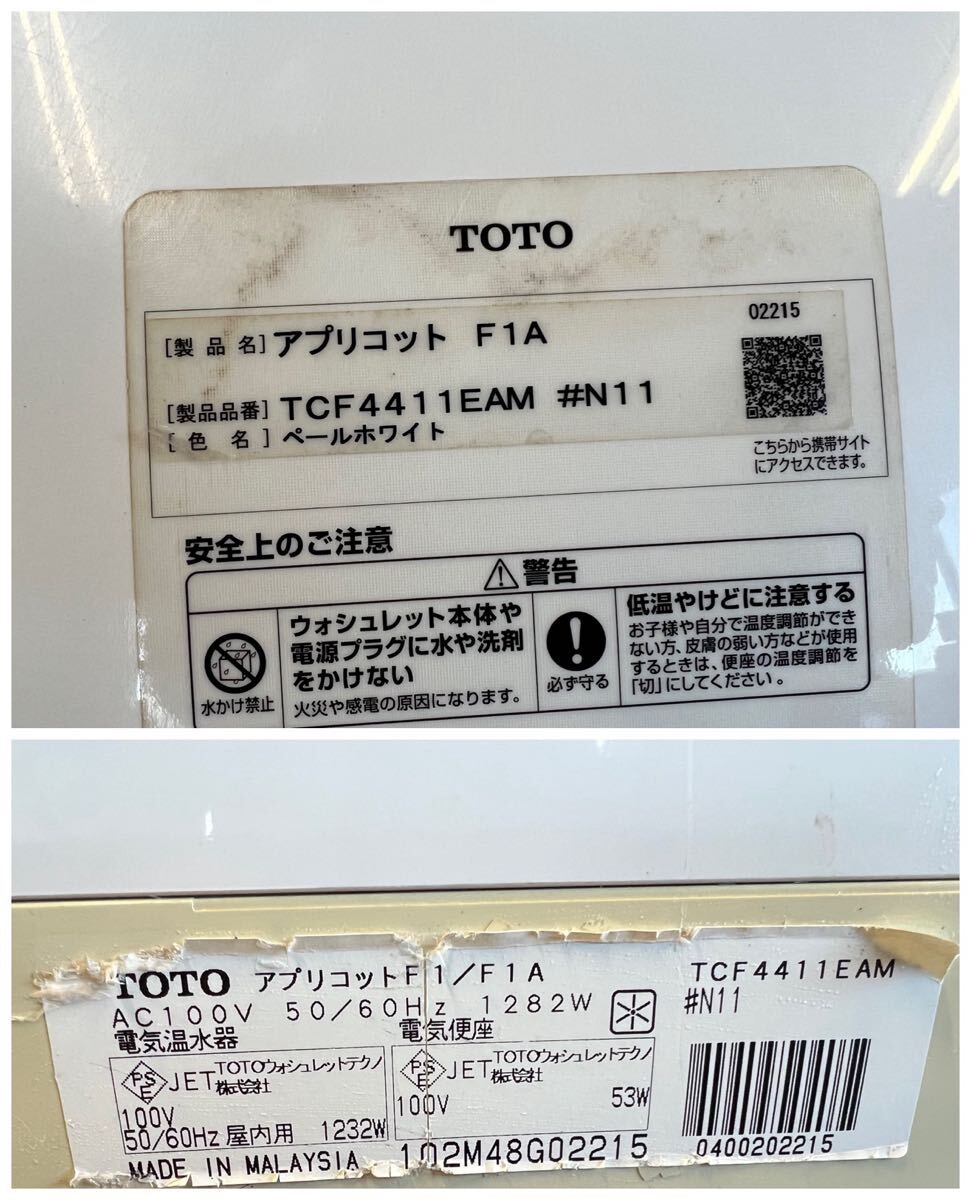 TOTO
02215
[製品名] アプリコット F1A
[製品品番] TCF4411EAM #N11
[色名] ペールホワイト
こちらから携帯サイト
にアクセスできます。
安全上のご注意
警告
水かけ禁止
ウォシュレット本体や
電源プラグに水や洗剤
をかけない
火災や感電の原因になります。
必ず守る
低温やけどに注意する
お子様や自分で温度調節ができ
ない方、皮膚の弱い方などが使用
するときは、便座の温度調節を
「切」にしてください。
TOTO アプリコットF1/F1A
AC100V 50/60Hz 1282W
電気温水器
PSE JET TOTOウォシュレットテクノ
株式会社
100V
50/60Hz 屋内用 1232W
電気便座
PSE JET TOTOウォシュレットテクノ
株式会社
100V 53W
MADE IN MALAYSIA 102M48G02215
TCF4411EAM
#N11
0400202215